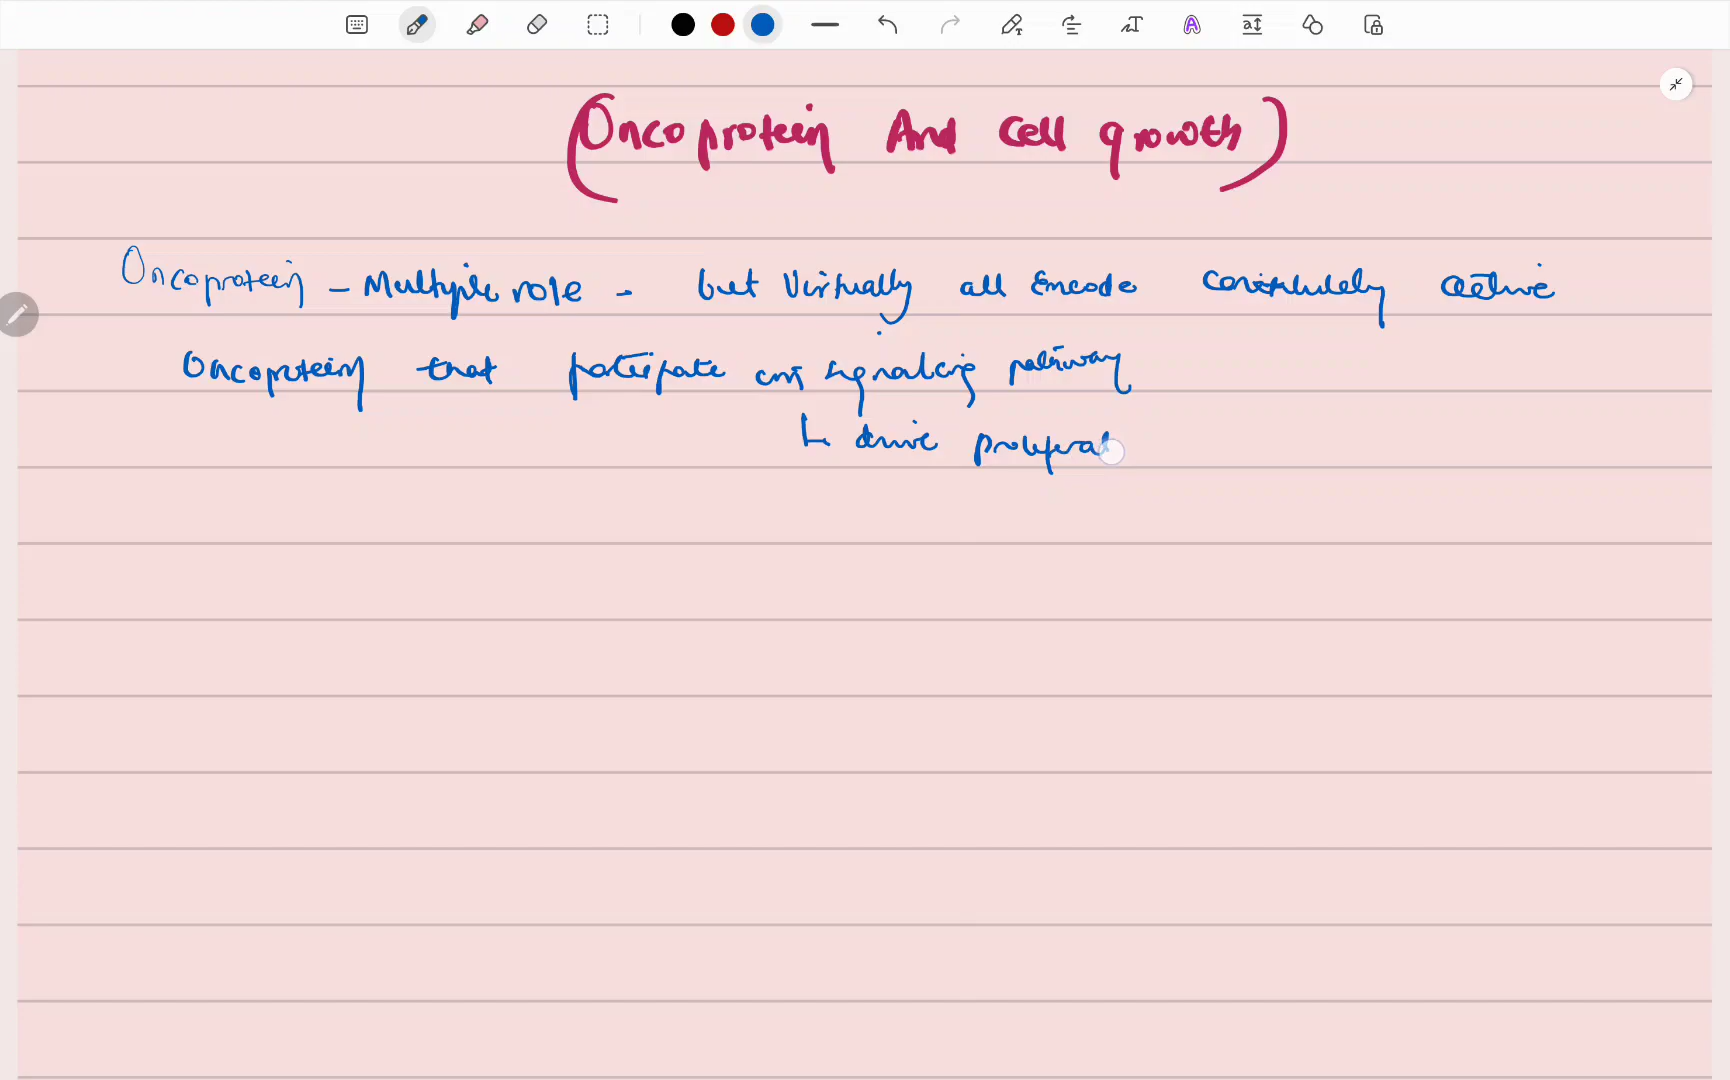 (Oncoprotein And Cell growth)
Oncoprotein - Multiple role - but Virtually all Encode active
Oncoprotein that participate in signaling pathway
drive proliferat